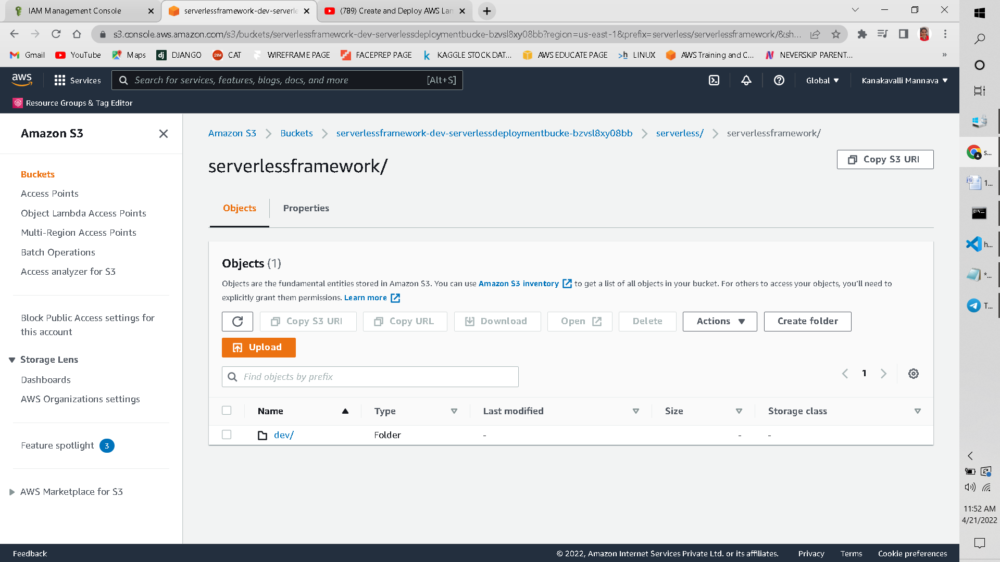 IAM Management Console
serverlessframework-dev-serverle
(789) Create and Deploy AWS Lan
s3.console.aws.amazon.com/s3/buckets/serverlessframework-dev-serverlessdeploymentbucke-bzvsl8xy08bb?region=us-east-1&prefix=serverless/serverlessframework/&sh...
Gmail YouTube Maps DJANGO CAT WIREFRAME PAGE FACEPREP PAGE KAGGLE STOCK DAT... AWS EDUCATE PAGE LINUX AWS Training and C... NEVERSKIP PARENT... »
aws Services Search for services, features, blogs, docs, and more [Alt+S] Global Kanakavalli Mannava
Resource Groups & Tag Editor
Amazon S3
Buckets
Access Points
Object Lambda Access Points
Multi-Region Access Points
Batch Operations
Access analyzer for S3
Block Public Access settings for
this account
Storage Lens
Dashboards
AWS Organizations settings
Feature spotlight 3
AWS Marketplace for S3
Amazon S3 Buckets serverlessframework-dev-serverlessdeploymentbucke-bzvsl8xy08bb serverless/ serverlessframework/
serverlessframework/
Copy S3 URI
Objects Properties
Objects (1)
Objects are the fundamental entities stored in Amazon S3. You can use Amazon S3 inventory to get a list of all objects in your bucket. For others to access your objects, you'll need to
explicitly grant them permissions. Learn more
Copy S3 URI Copy URL Download Open Delete Actions Create folder
Upload
Find objects by prefix
1
Name Type Last modified Size Storage class
dev/ Folder - - -
s...
1...
h...
*...
T...
11:52 AM
4/21/2022
Feedback © 2022, Amazon Internet Services Private Ltd. or its affiliates. Privacy Terms Cookie preferences